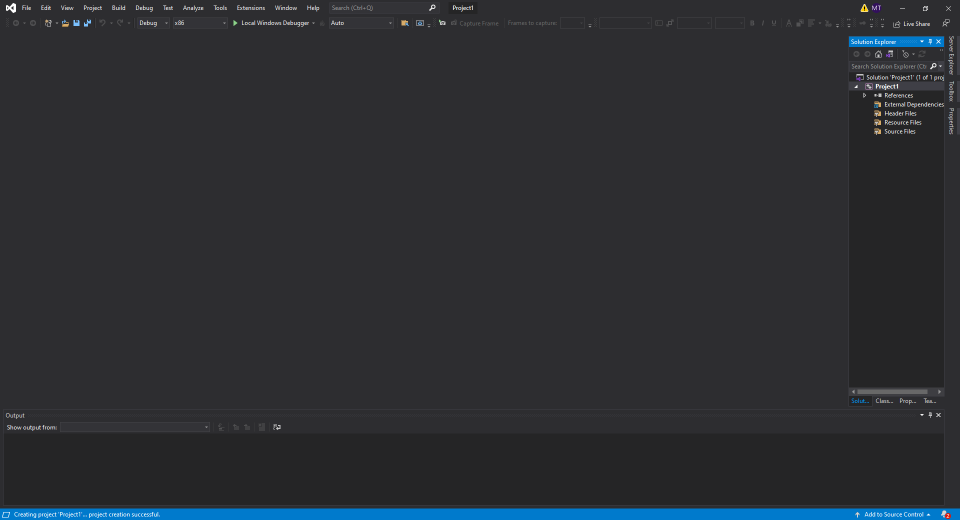 File Edit View Project Build Debug Test Analyze Tools Extensions Window Help Search (Ctrl+Q) Project1 MT
Debug x86 Local Windows Debugger Auto Capture Frame Frames to capture: Live Share
Solution Explorer
Search Solution Explorer (Ct
Solution 'Project1' (1 of 1 proj
Project1
References
External Dependencies
Header Files
Resource Files
Source Files
Solut... Class... Prop... Tea...
Server Explorer
Toolbox
Properties
Output
Show output from:
Creating project 'Project1'... project creation successful. Add to Source Control